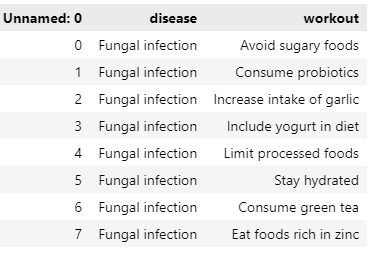 Unnamed: 0 disease workout
0 Fungal infection Avoid sugary foods
1 Fungal infection Consume probiotics
2 Fungal infection Increase intake of garlic
3 Fungal infection Include yogurt in diet
4 Fungal infection Limit processed foods
5 Fungal infection Stay hydrated
6 Fungal infection Consume green tea
7 Fungal infection Eat foods rich in zinc